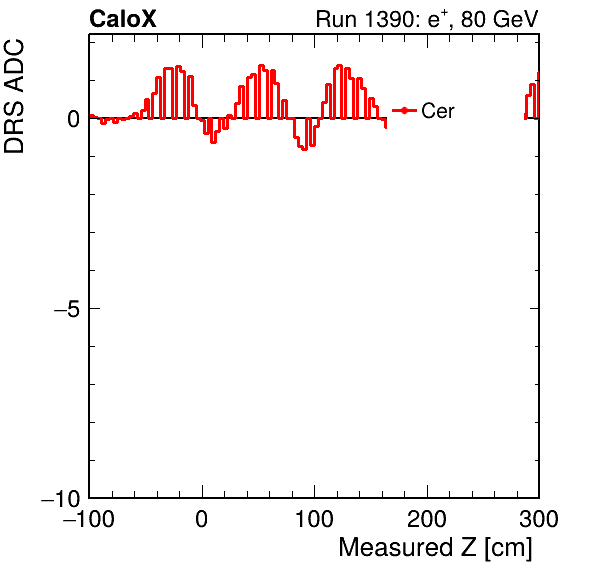 CaloX Run 1390: e⁺, 80 GeV
DRS ADC
Cer
0
−5
−10
−100 0 100 200 300
Measured Z [cm]